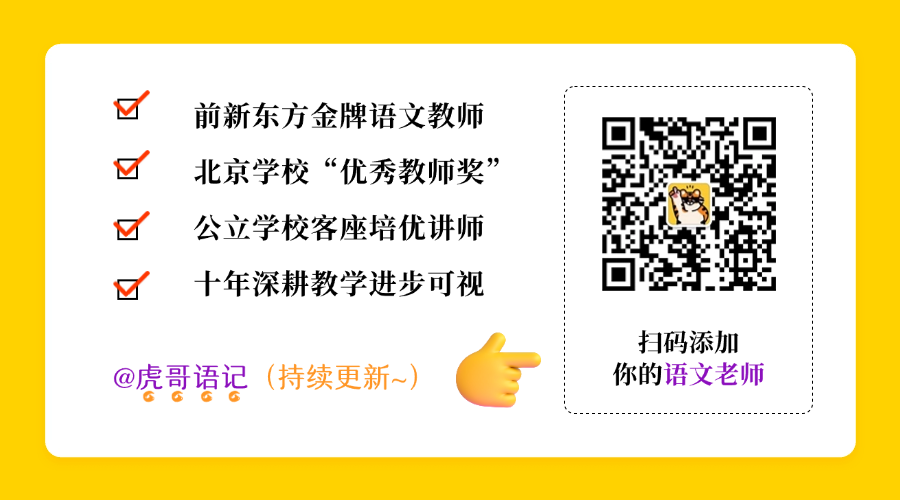 前新东方金牌语文教师
北京学校“优秀教师奖”
公立学校客座培优讲师
十年深耕教学进步可视
@虎哥语记（持续更新~）
扫码添加
你的语文老师